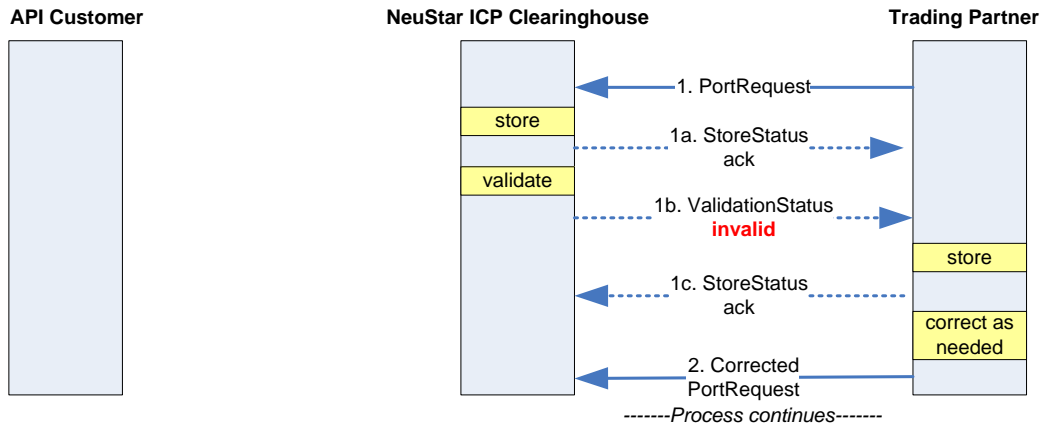 API Customer
NeuStar ICP Clearinghouse
Trading Partner
1. PortRequest
store
1a. StoreStatus
ack
validate
1b. ValidationStatus
invalid
store
1c. StoreStatus
ack
correct as
needed
2. Corrected
PortRequest
-------Process continues-------